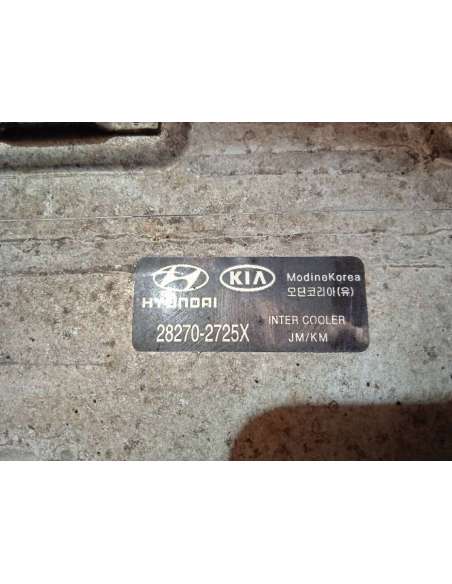 HYUNDAI
KIA
ModineKorea
모딘코리아(유)
28270-2725X
INTER COOLER
JM/KM